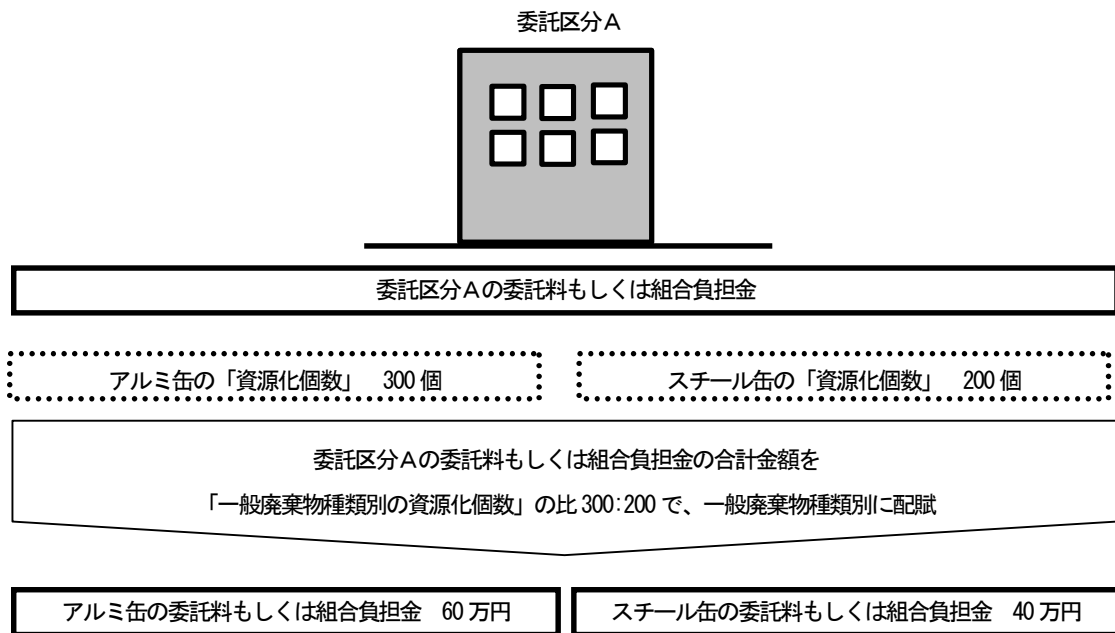 委託区分Ａ
委託区分Ａの委託料もしくは組合負担金
アルミ缶の「資源化個数」　300 個
スチール缶の「資源化個数」　200 個
委託区分Ａの委託料もしくは組合負担金の合計金額を
「一般廃棄物種類別の資源化個数」の比 300:200 で、一般廃棄物種類別に配賦
アルミ缶の委託料もしくは組合負担金　60 万円
スチール缶の委託料もしくは組合負担金　40 万円